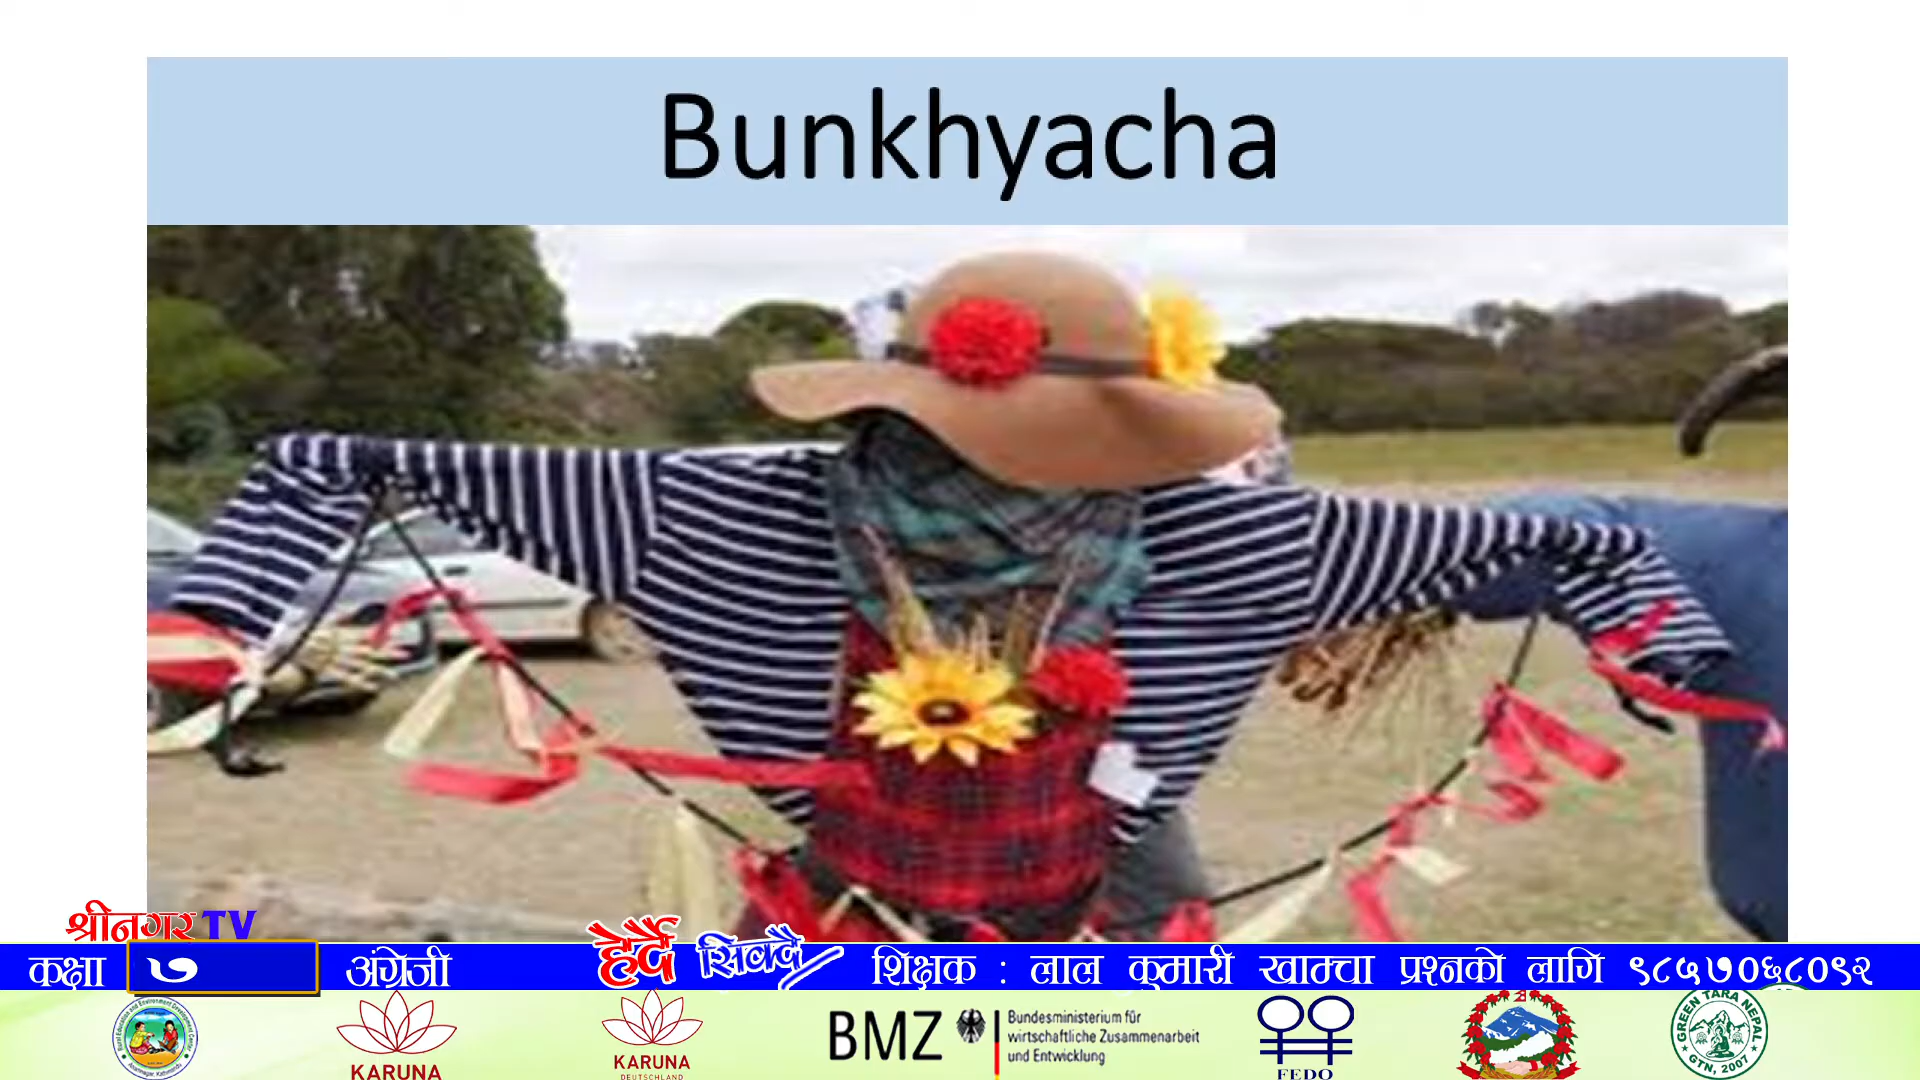 Bunkhyacha
श्रीनगर TV
कक्षा ७ अंग्रेजी हेर्दै सिक्दै शिक्षक : लाल कुमारी खाम्चा प्रश्नको लागि ९८५७०६८०९२
KARUNA
KARUNA
DEUTSCHLAND
BMZ
Bundesministerium für
wirtschaftliche Zusammenarbeit
und Entwicklung
FEDO
GREEN TARA NEPAL
GTN, 2007